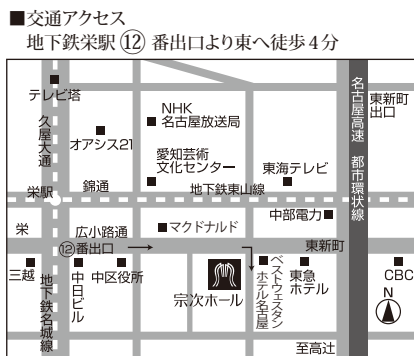 ■交通アクセス
地下鉄栄駅⑫番出口より東へ徒歩4分
テレビ塔
久屋大通
オアシス21
NHK
名古屋放送局
愛知芸術
文化センター
東海テレビ
名古屋高速 都市環状線
東新町
出口
栄駅
錦通
地下鉄東山線
中部電力
栄
広小路通
マクドナルド
東新町
⑫番出口
三越
地下鉄名城線
中日ビル
中区役所
宗次ホール
ベストウェスタン
ホテル名古屋
東急
ホテル
CBC
N
至高辻